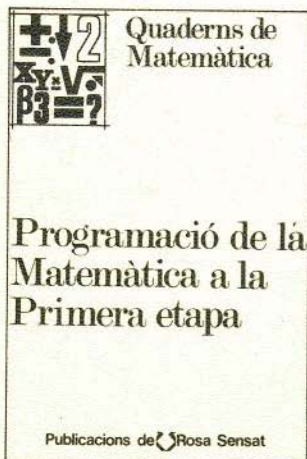 Quaderns de
Matemàtica
Programació de la
Matemàtica a la
Primera etapa
Publicacions de Rosa Sensat